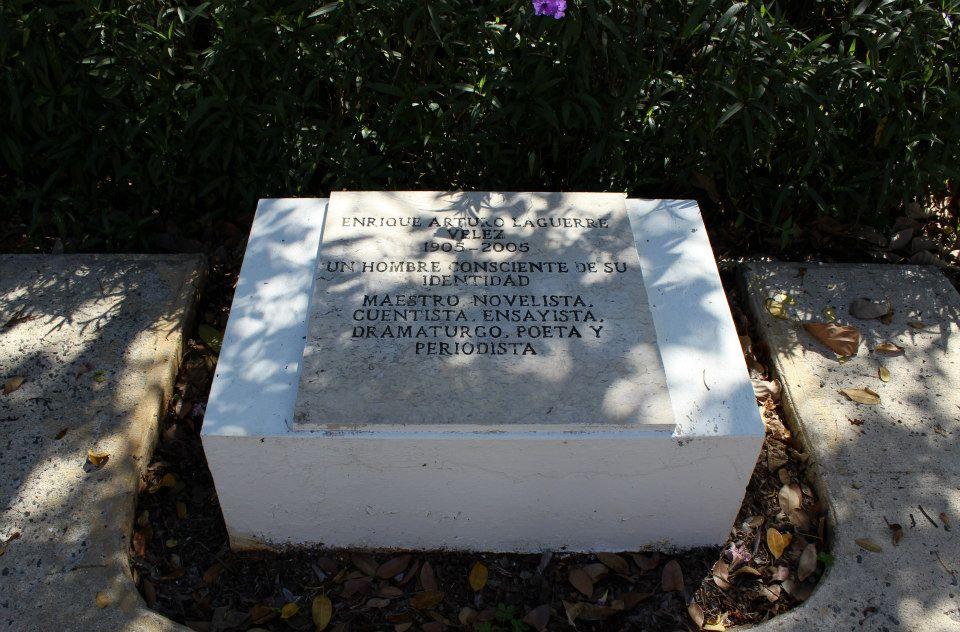 ENRIQUE ARTURO LAGUERRE
VELEZ
1905-2005
UN HOMBRE CONSCIENTE DE SU
IDENTIDAD
MAESTRO, NOVELISTA,
CUENTISTA, ENSAYISTA,
DRAMATURGO, POETA Y
PERIODISTA